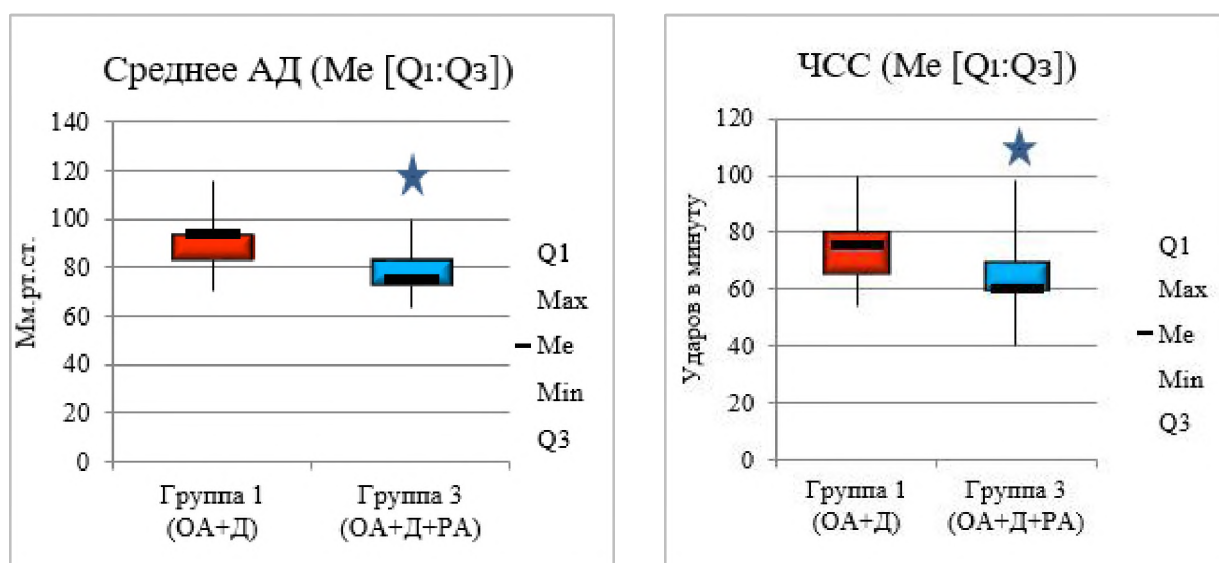 Среднее АД (Me [Q1:Q3])
140
120
100
80
60
40
20
0
Мм.рт.ст.
Группа 1
(ОА+Д)
Группа 3
(ОА+Д+РА)
Q1
Max
Me
Min
Q3
ЧСС (Me [Q1:Q3])
120
100
80
60
40
20
0
Ударов в минуту
Группа 1
(ОА+Д)
Группа 3
(ОА+Д+РА)
Q1
Max
Me
Min
Q3